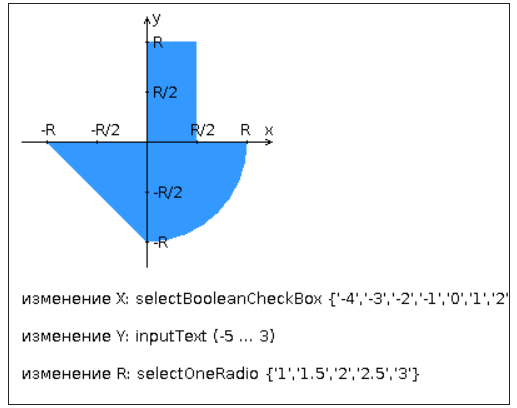 y
R
R/2
-R
-R/2
R/2
R
x
-R/2
-R
изменение X: selectBooleanCheckBox {'-4','-3','-2','-1','0','1','2'
изменение Y: inputText (-5 ... 3)
изменение R: selectOneRadio {'1','1.5','2','2.5','3'}